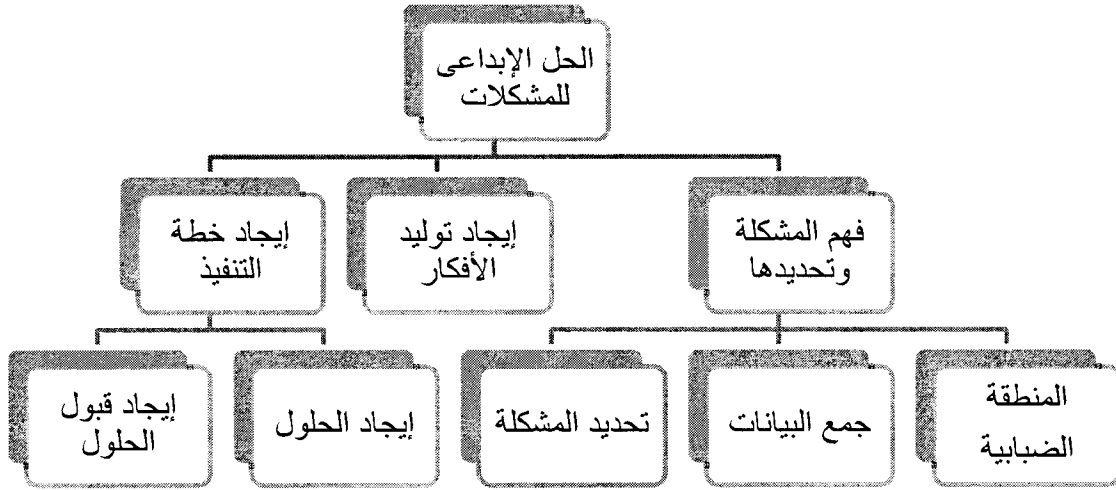 الحل الإبداعى
للمشكلات
فهم المشكلة
وتحديدها
إيجاد توليد
الأفكار
إيجاد خطة
التنفيذ
المنطقة
الضبابية
جمع البيانات
تحديد المشكلة
إيجاد الحلول
إيجاد قبول
الحلول